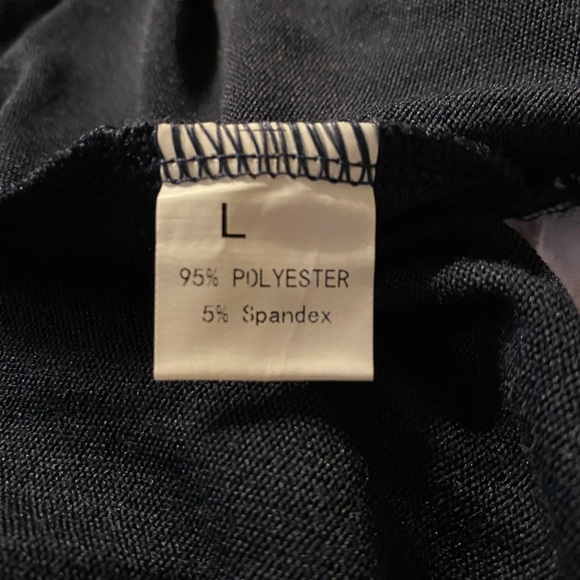 L
95% POLYESTER
5% Spandex